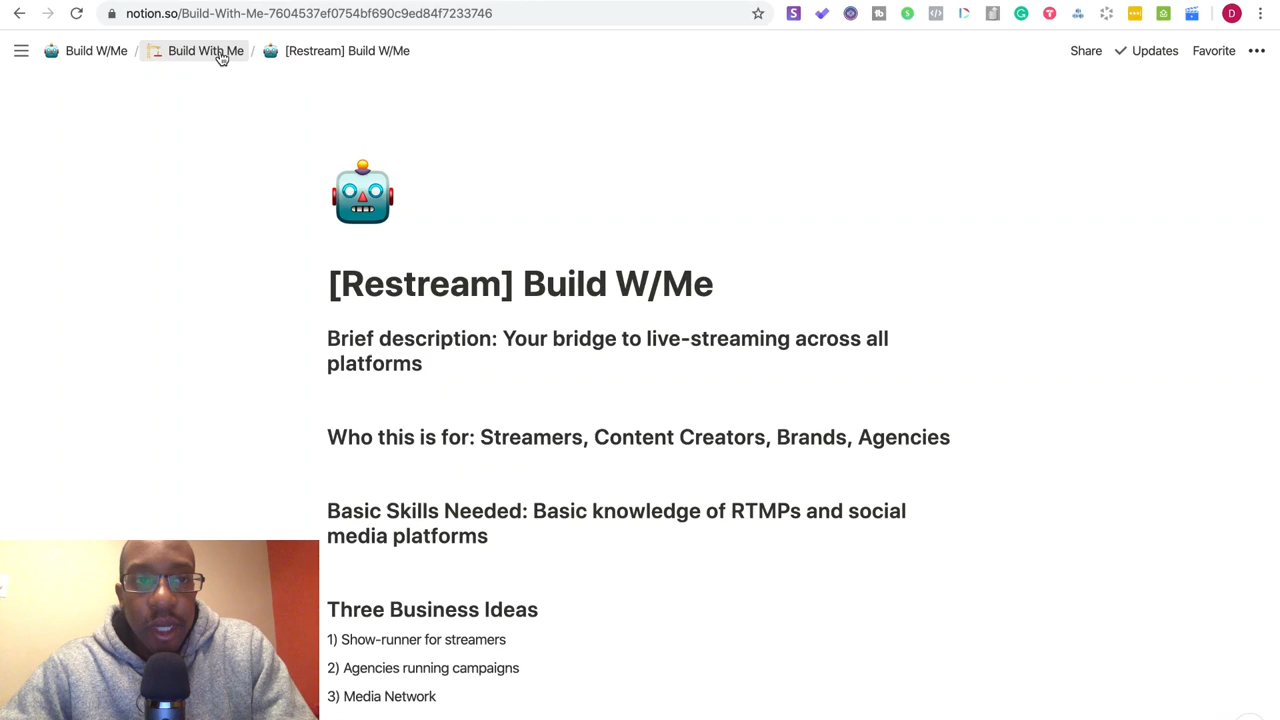 notion.so/Build-With-Me-7604537ef0754bf690c9ed84f7233746
Build W/Me / Build With Me / [Restream] Build W/Me
Share Updates Favorite
[Restream] Build W/Me
Brief description: Your bridge to live-streaming across all
platforms
Who this is for: Streamers, Content Creators, Brands, Agencies
Basic Skills Needed: Basic knowledge of RTMPs and social
media platforms
Three Business Ideas
1) Show-runner for streamers
2) Agencies running campaigns
3) Media Network